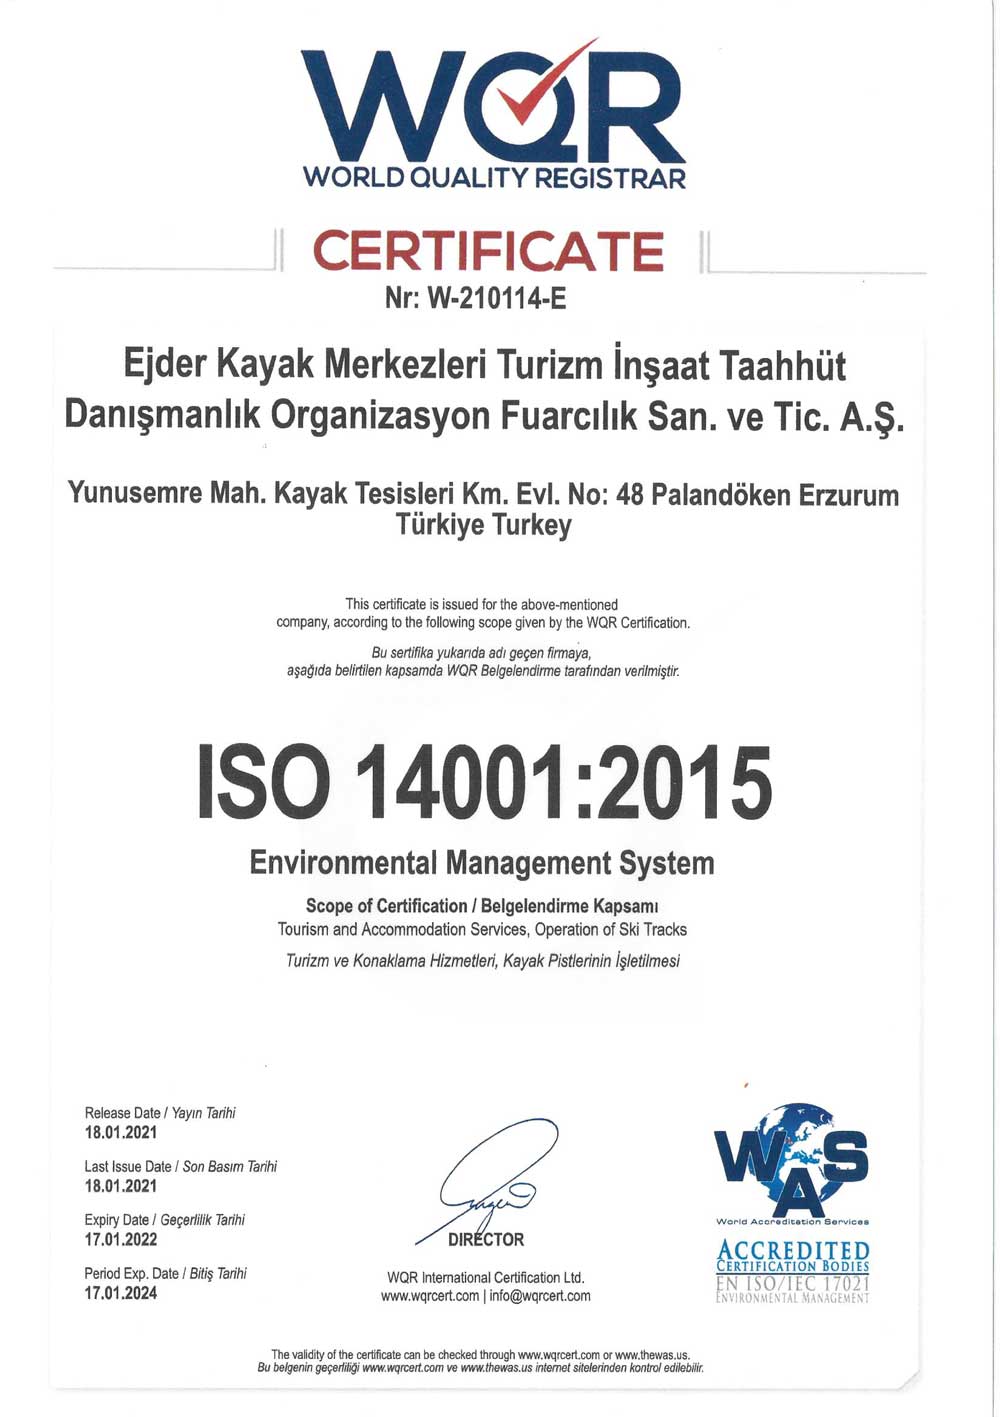 WQR
WORLD QUALITY REGISTRAR
CERTIFICATE
Nr: W-210114-E
Ejder Kayak Merkezleri Turizm İnşaat Taahhüt
Danışmanlık Organizasyon Fuarcılık San. ve Tic. A.Ş.
Yunusemre Mah. Kayak Tesisleri Km. Evl. No: 48 Palandöken Erzurum
Türkiye Turkey
This certificate is issued for the above-mentioned
company, according to the following scope given by the WQR Certification.
Bu sertifika yukarıda adı geçen firmaya,
aşağıda belirtilen kapsamda WQR Belgelendirme tarafından verilmiştir.
ISO 14001:2015
Environmental Management System
Scope of Certification / Belgelendirme Kapsamı
Tourism and Accommodation Services, Operation of Ski Tracks
Turizm ve Konaklama Hizmetleri, Kayak Pistlerinin İşletilmesi
Release Date / Yayın Tarihi
18.01.2021
Last Issue Date / Son Basım Tarihi
18.01.2021
Expiry Date / Geçerlilik Tarihi
17.01.2022
Period Exp. Date / Bitiş Tarihi
17.01.2024
DIRECTOR
WQR International Certification Ltd.
www.wqrcert.com | info@wqrcert.com
WAS
World Accreditation Services
ACCREDITED
CERTIFICATION BODIES
EN ISO/IEC 17021
ENVIRONMENTAL MANAGEMENT
The validity of the certificate can be checked through www.wqrcert.com or www.thewas.us.
Bu belgenin geçerliliği www.wqrcert.com ve www.thewas.us internet sitelerinden kontrol edilebilir.